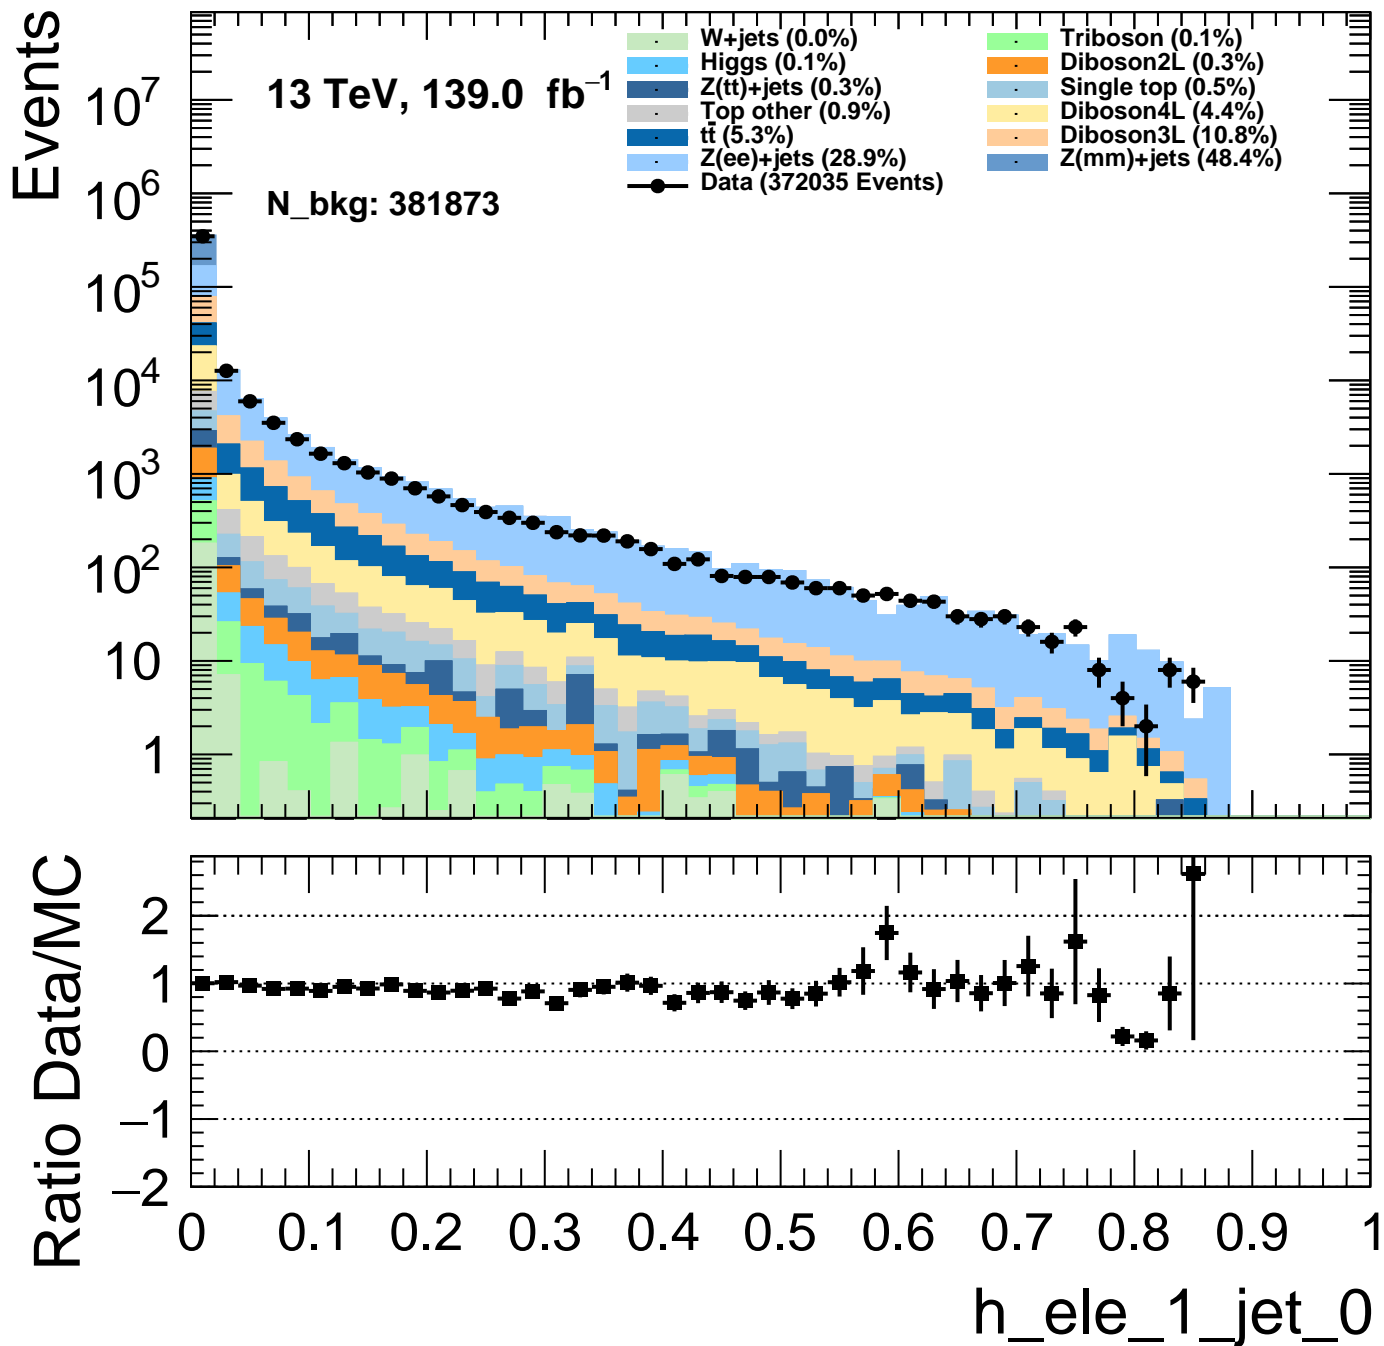 Events
10⁷
10⁶
10⁵
10⁴
10³
10²
10
1
13 TeV, 139.0 fb⁻¹
N_bkg: 381873
W+jets (0.0%)
Higgs (0.1%)
Z(tt)+jets (0.3%)
Top other (0.9%)
tt̄ (5.3%)
Z(ee)+jets (28.9%)
Data (372035 Events)
Triboson (0.1%)
Diboson2L (0.3%)
Single top (0.5%)
Diboson4L (4.4%)
Diboson3L (10.8%)
Z(mm)+jets (48.4%)
Ratio Data/MC
2
1
0
−1
−2
0 0.1 0.2 0.3 0.4 0.5 0.6 0.7 0.8 0.9 1
h_ele_1_jet_0